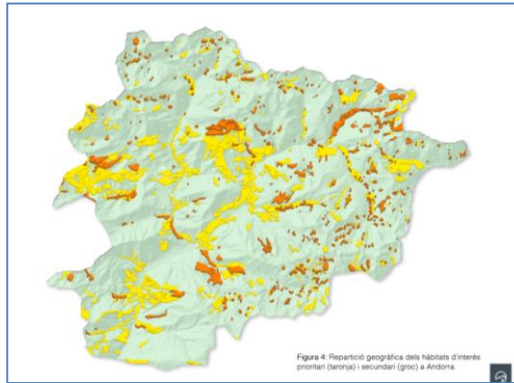 Figura 4: Repartició geogràfica dels hàbitats d'interès
prioritari (taronja) i secundari (groc) a Andorra.